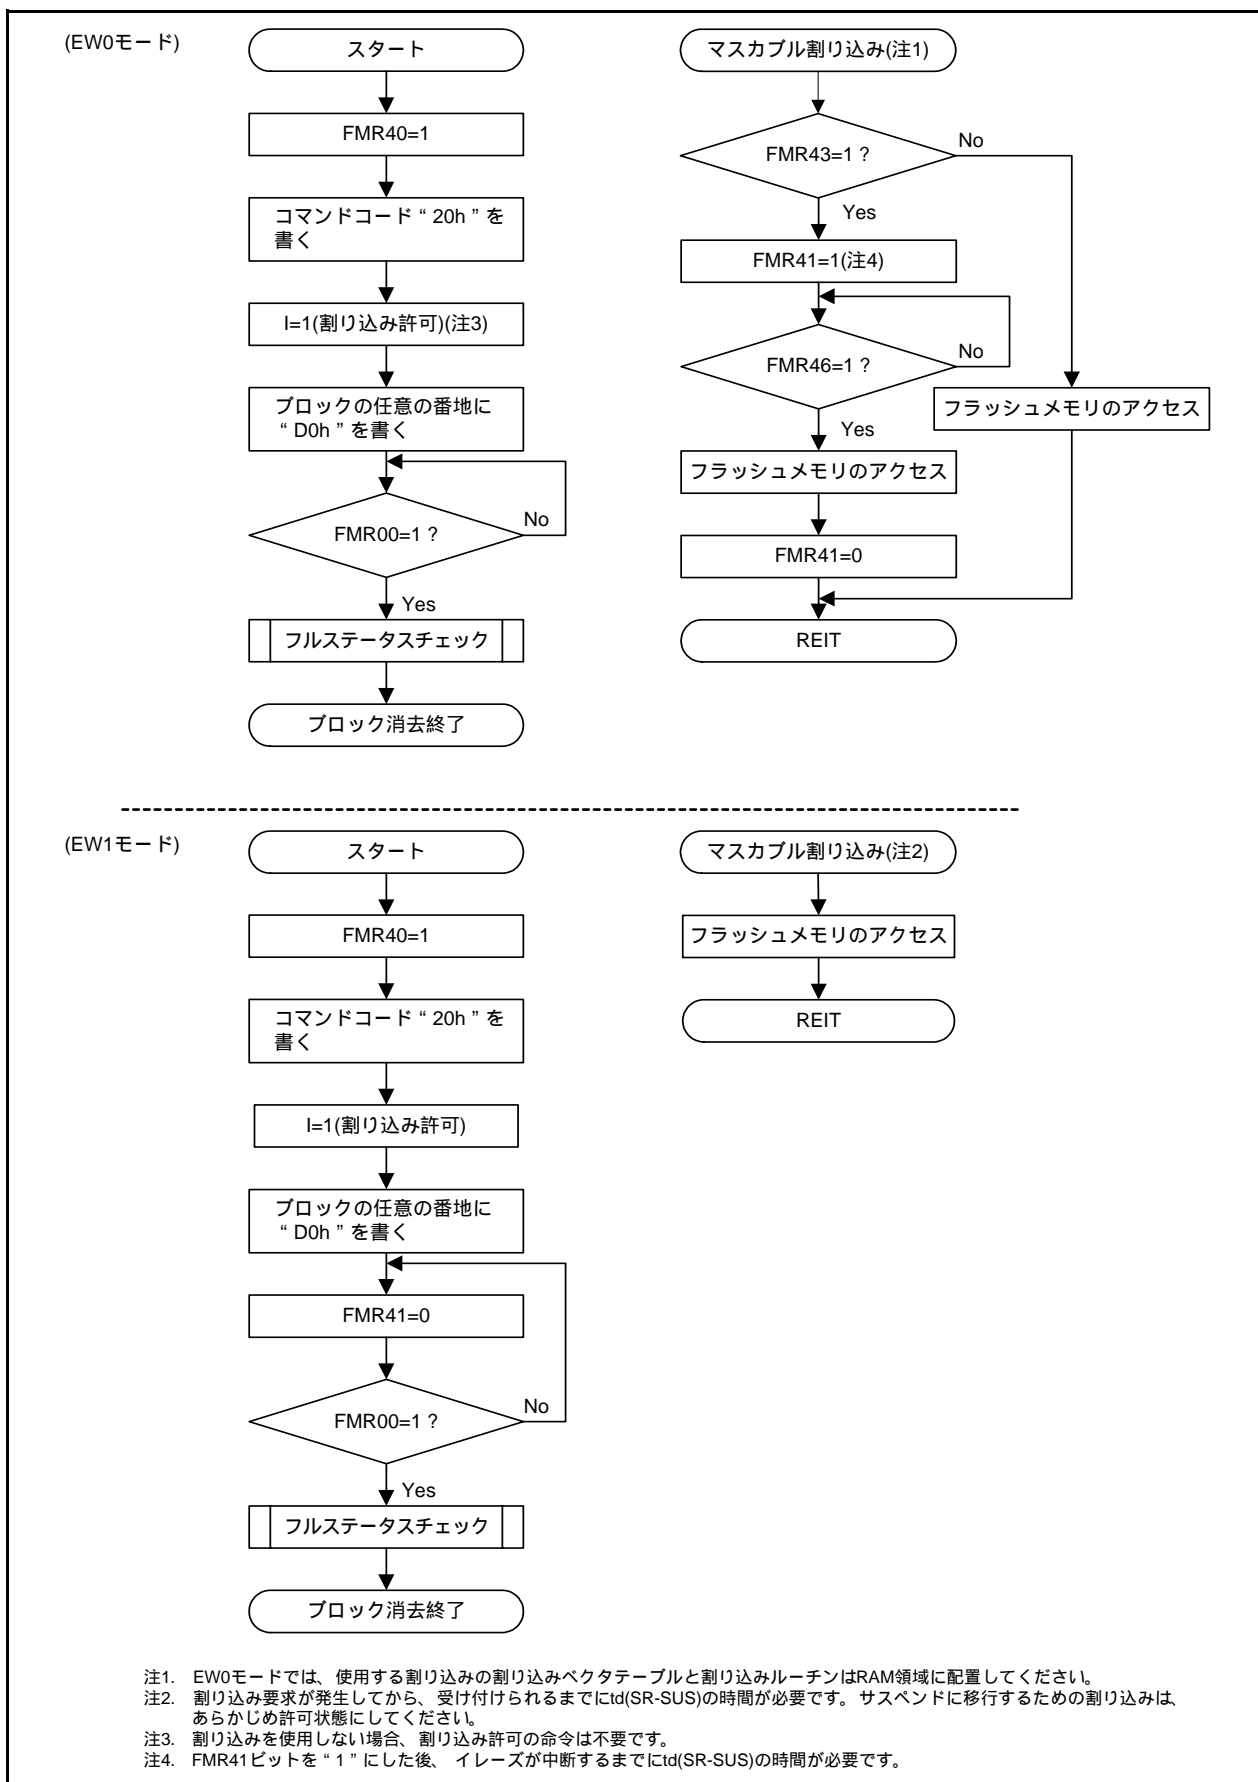 (EW0モード)
スタート
FMR40=1
コマンドコード“20h”を
書く
I=1(割り込み許可)(注3)
ブロックの任意の番地に
“D0h”を書く
FMR00=1?
No
Yes
フルステータスチェック
ブロック消去終了
マスカブル割り込み(注1)
FMR43=1?
No
Yes
FMR41=1(注4)
FMR46=1?
No
Yes
フラッシュメモリのアクセス
フラッシュメモリのアクセス
FMR41=0
REIT
(EW1モード)
スタート
FMR40=1
コマンドコード“20h”を
書く
I=1(割り込み許可)
ブロックの任意の番地に
“D0h”を書く
FMR41=0
FMR00=1?
No
Yes
フルステータスチェック
ブロック消去終了
マスカブル割り込み(注2)
フラッシュメモリのアクセス
REIT
注1. EW0モードでは、使用する割り込みの割り込みベクタテーブルと割り込みルーチンはRAM領域に配置してください。
注2. 割り込み要求が発生してから、受け付けられるまでにtd(SR-SUS)の時間が必要です。サスペンドに移行するための割り込みは、
あらかじめ許可状態にしてください。
注3. 割り込みを使用しない場合、割り込み許可の命令は不要です。
注4. FMR41ビットを“1”にした後、イレーズが中断するまでにtd(SR-SUS)の時間が必要です。